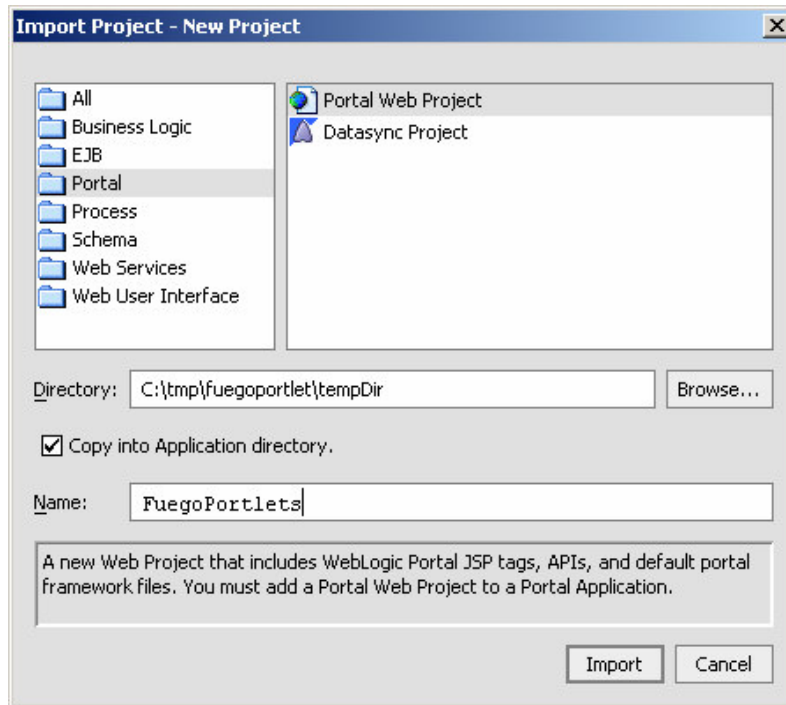 Import Project - New Project
All
Business Logic
EJB
Portal
Process
Schema
Web Services
Web User Interface
Portal Web Project
Datasync Project
Directory:
C:\tmp\fuegoportlet\tempDir
Browse...
Copy into Application directory.
Name:
FuegoPortlets
A new Web Project that includes WebLogic Portal JSP tags, APIs, and default portal
framework files. You must add a Portal Web Project to a Portal Application.
Import
Cancel